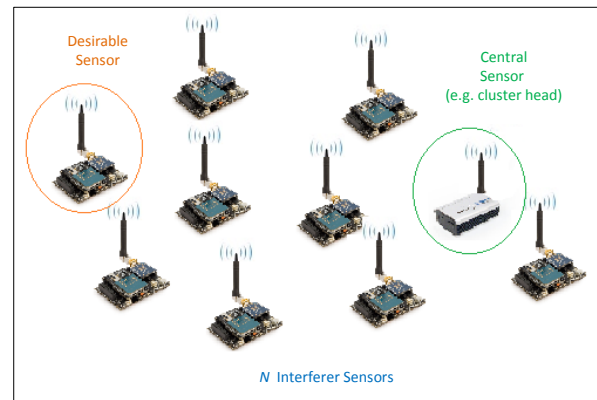 Desirable
Sensor
Central
Sensor
(e.g. cluster head)
N Interferer Sensors